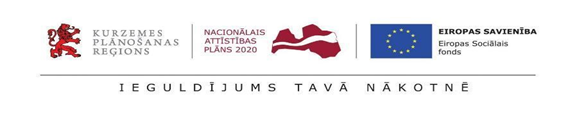 KURZEMES
PLĀNOŠANAS
REĢIONS
NACIONĀLAIS
ATTĪSTĪBAS
PLĀNS 2020
EIROPAS SAVIENĪBA
Eiropas Sociālais
fonds
IEGULDĪJUMS TAVĀ NĀKOTNĒ